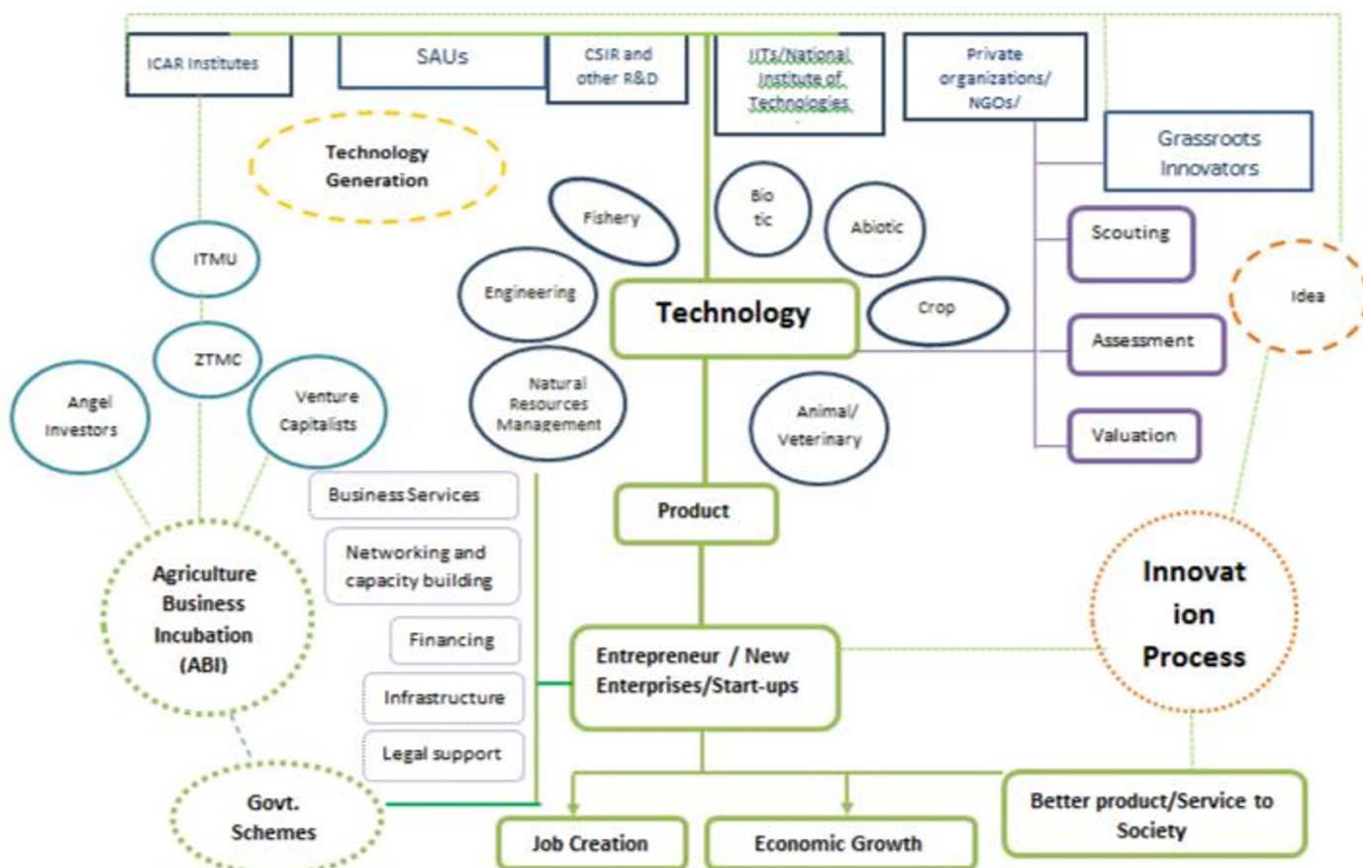 ICAR Institutes
SAUs
CSIR and
other R&D
IITs/National
Institute of
Technologies
.
Private
organizations/
NGOs/
Grassroots
Innovators
Technology
Generation
Fishery
Bio
tic
Abiotic
Scouting
ITMU
Engineering
Technology
Crop
Idea
ZTMC
Assessment
Angel
Investors
Venture
Capitalists
Natural
Resources
Management
Animal/
Veterinary
Valuation
Business Services
Product
Networking and
capacity building
Agriculture
Business
Incubation
(ABI)
Innovat
ion
Process
Financing
Entrepreneur / New
Enterprises/Start-ups
Infrastructure
Legal support
Govt.
Schemes
Job Creation
Economic Growth
Better product/Service to
Society